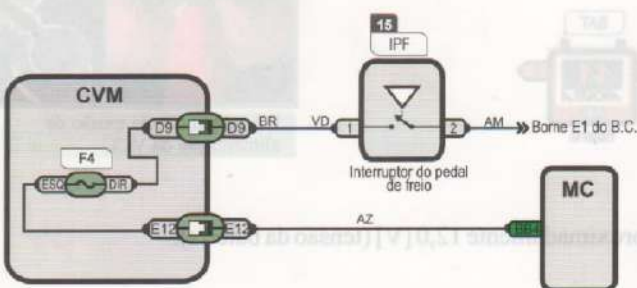 15
IPF
CVM
D9 D9 BR VD 1 2 AM Borne E1 do B.C.
F4
ESQ DIR
Interruptor do pedal
de freio
MC
E12 E12 AZ